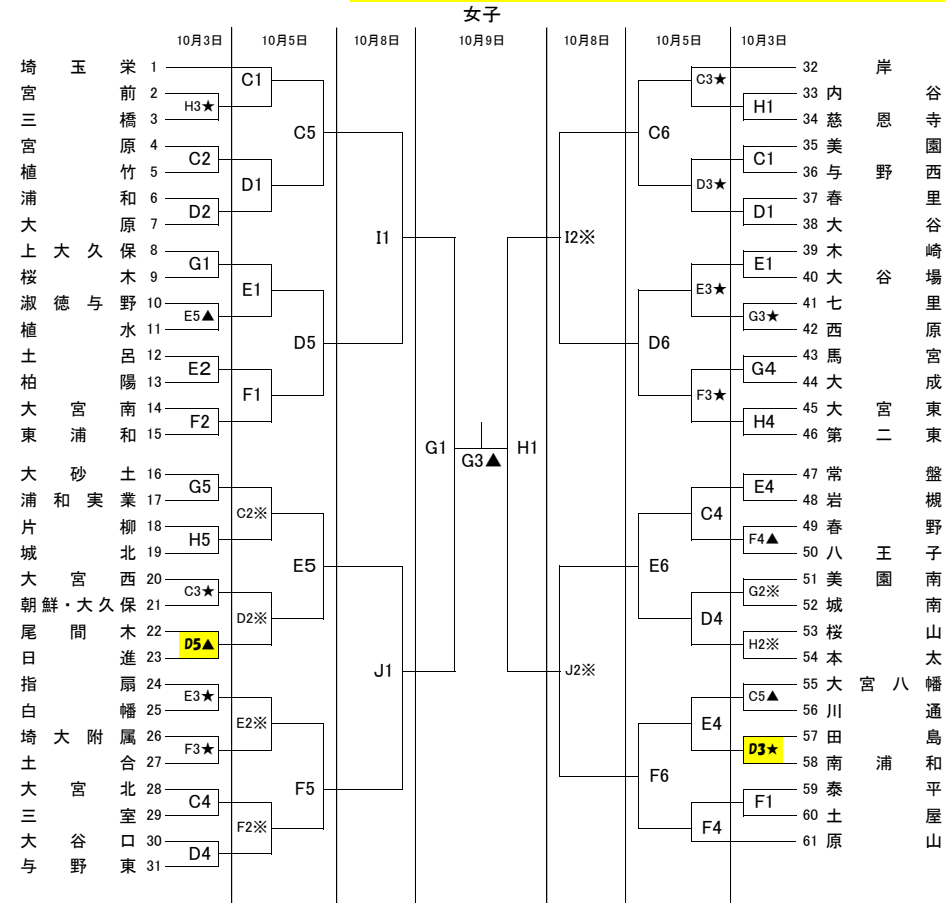 女子
10月3日 10月5日 10月8日 10月9日 10月8日 10月5日 10月3日
埼玉栄 1 32 岸
C1 C3★
宮前 2 33 内谷
H3★ H1
三橋 3 34 慈恩寺
C5 C6
宮原 4 35 美園
C2 C1
植竹 5 36 与野西
D1 D3★
浦和 6 37 春里
D2 D1
大原 7 38 大谷
I1 I2※
上大久保 8 39 木崎
G1 E1
桜木 9 40 大谷場
E1 E3★
淑徳与野 10 41 七里
E5▲ G3★
植水 11 42 西原
D5 D6
土呂 12 43 馬宮
E2 G4
柏陽 13 44 大成
F1 F3★
大宮南 14 45 大宮東
F2 H4
東浦和 15 46 第二東
G1 G3▲ H1
大砂土 16 47 常盤
G5 E4
浦和実業 17 48 岩槻
C2※ C4
片柳 18 49 春野
H5 F4▲
城北 19 50 八王子
E5 E6
大宮西 20 51 美園南
C3★ G2※
朝鮮・大久保 21 52 城南
D2※ D4
尾間木 22 53 桜山
D5▲ H2※
日進 23 54 本太
J1 J2※
指扇 24 55 大宮八幡
E3★ C5▲
白幡 25 56 川通
E2※ E4
埼大附属 26 57 田島
F3★ D3★
土合 27 58 南浦和
F5 F6
大宮北 28 59 泰平
C4 F1
三室 29 60 土屋
F2※ F4
大谷口 30 61 原山
D4
与野東 31